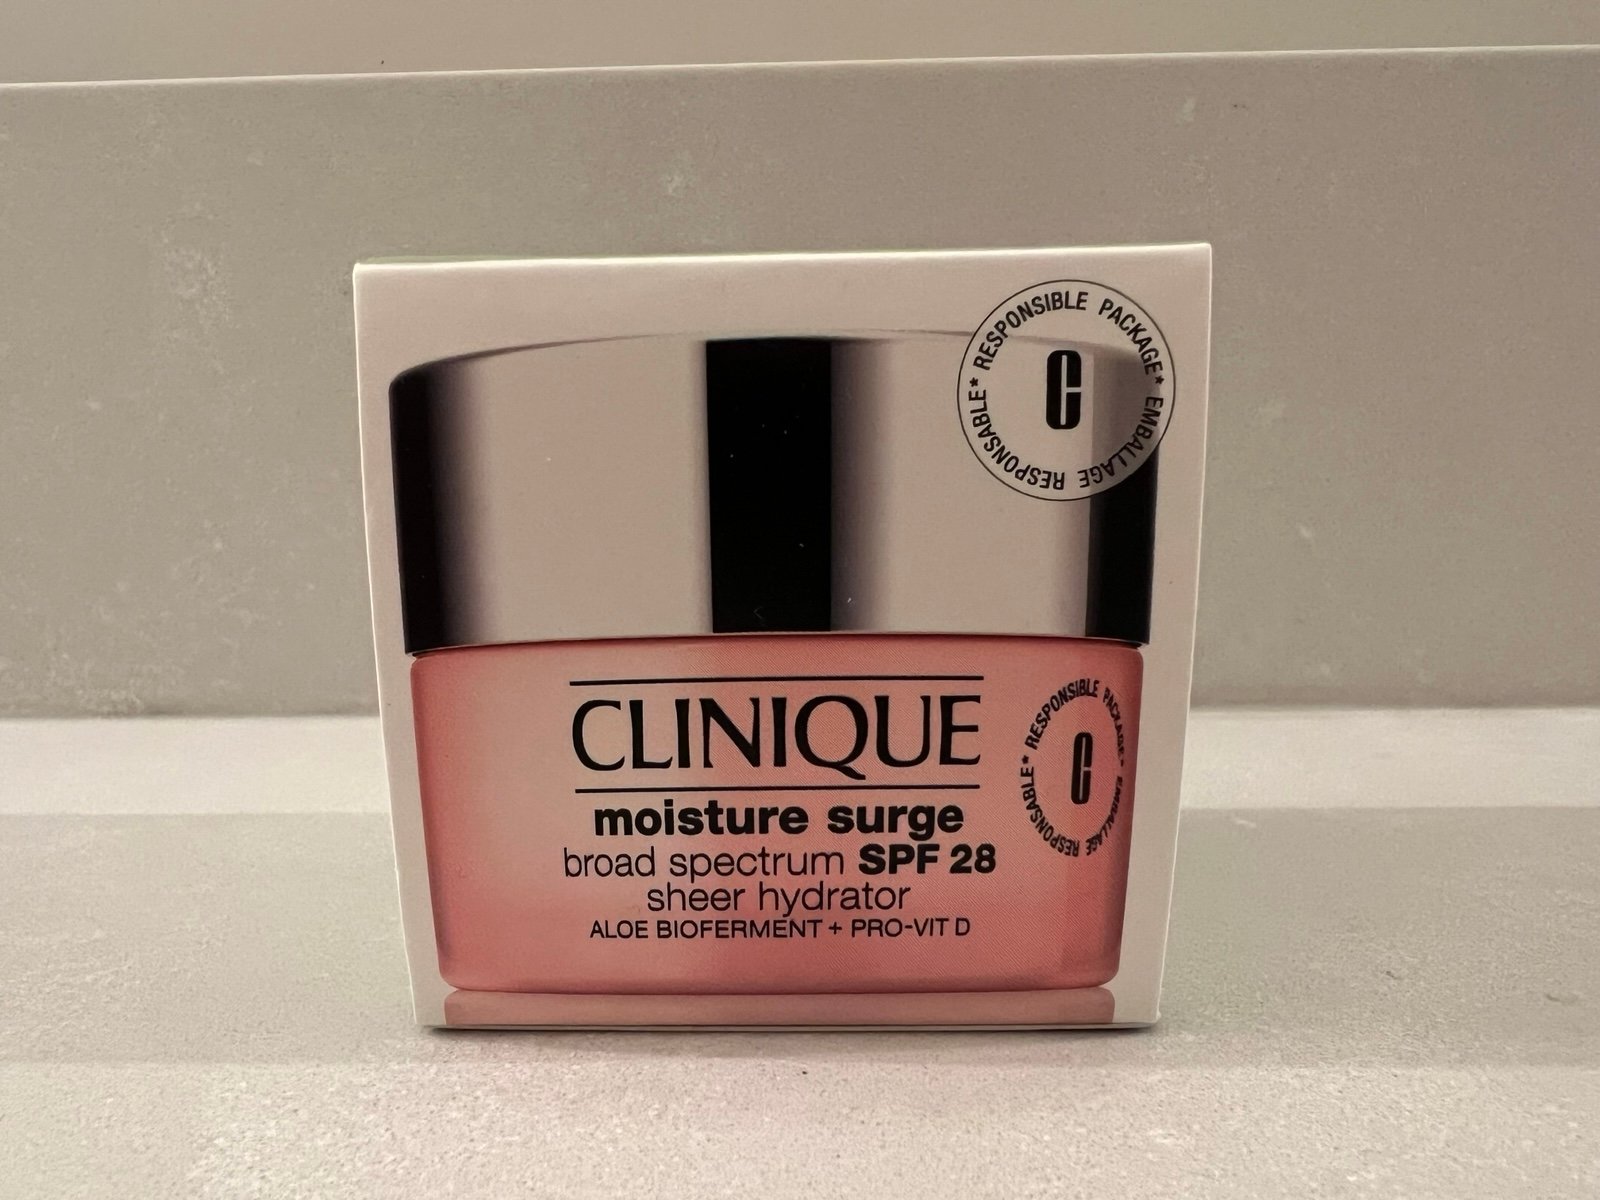 * RESPONSIBLE PACKAGE * EMBALLAGE RESPONSABLE
C
CLINIQUE
moisture surge
broad spectrum SPF 28
sheer hydrator
ALOE BIOFERMENT + PRO-VIT D
* RESPONSIBLE PACKAGE * EMBALLAGE RESPONSABLE
C